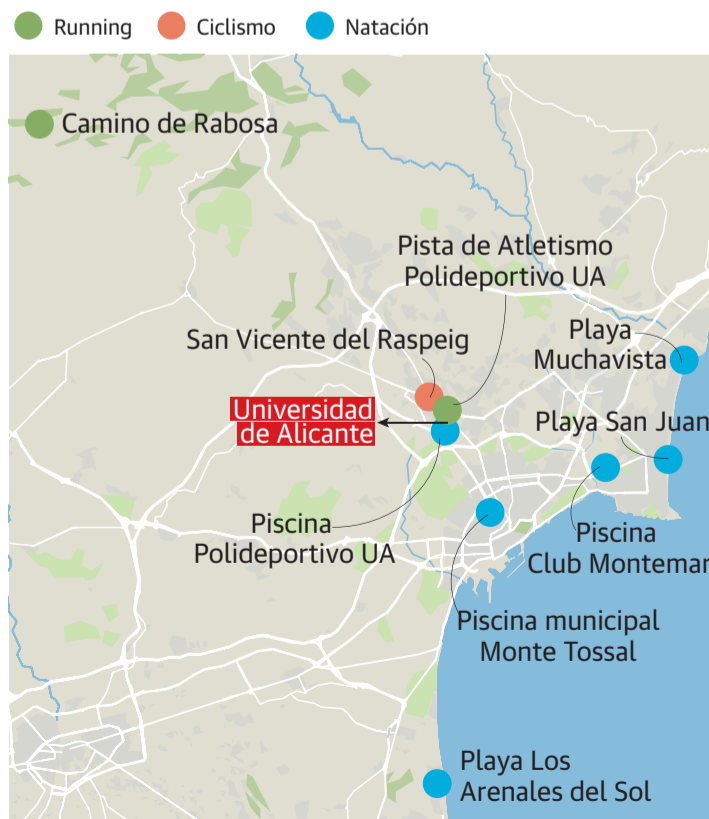 Running
Ciclismo
Natación
Camino de Rabosa
Pista de Atletismo
Polideportivo UA
San Vicente del Raspeig
Playa
Muchavista
Universidad
de Alicante
Playa San Juan
Piscina
Polideportivo UA
Piscina
Club Montemar
Piscina municipal
Monte Tossal
Playa Los
Arenales del Sol